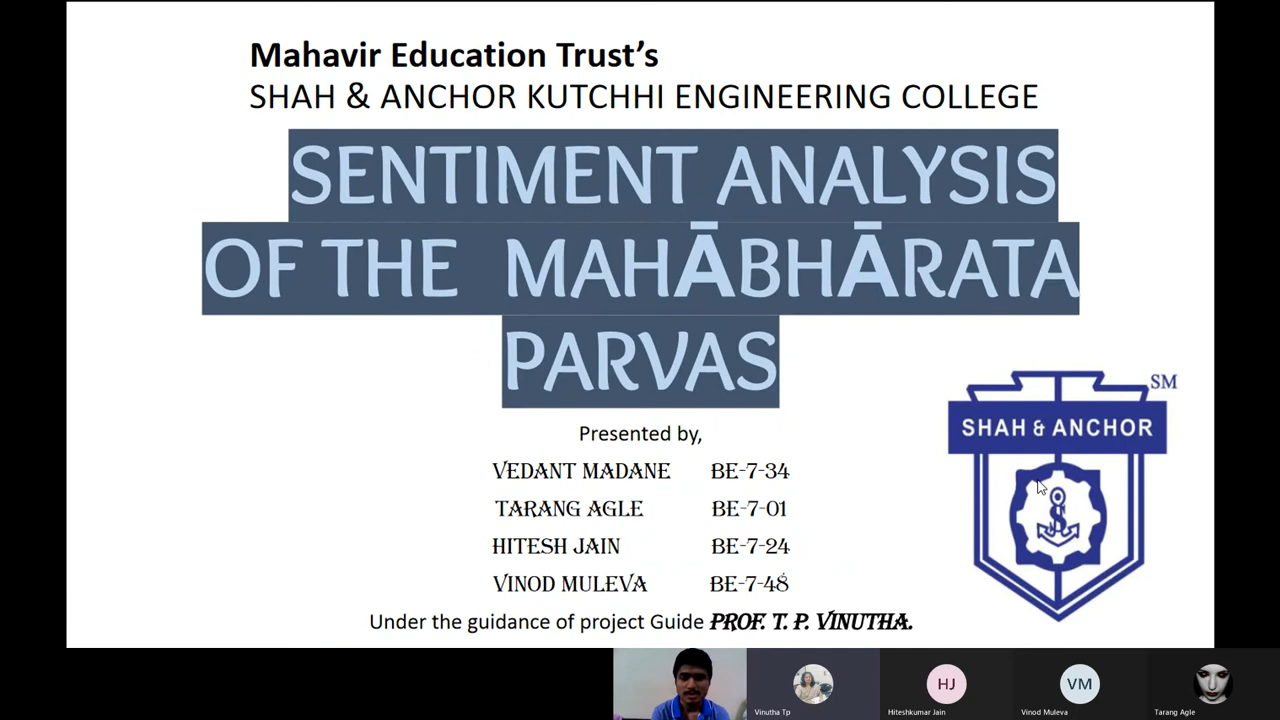 Mahavir Education Trust’s
SHAH & ANCHOR KUTCHHI ENGINEERING COLLEGE
SENTIMENT ANALYSIS
OF THE MAHĀBHĀRATA
PARVAS
Presented by,
VEDANT MADANE BE-7-34
TARANG AGLE BE-7-01
HITESH JAIN BE-7-24
VINOD MULEVA BE-7-48
Under the guidance of project Guide PROF. T. P. VINUTHA.
SM
SHAH & ANCHOR
HJ
VM
Vinutha Tp
Hiteshkumar Jain
Vinod Muleva
Tarang Agle